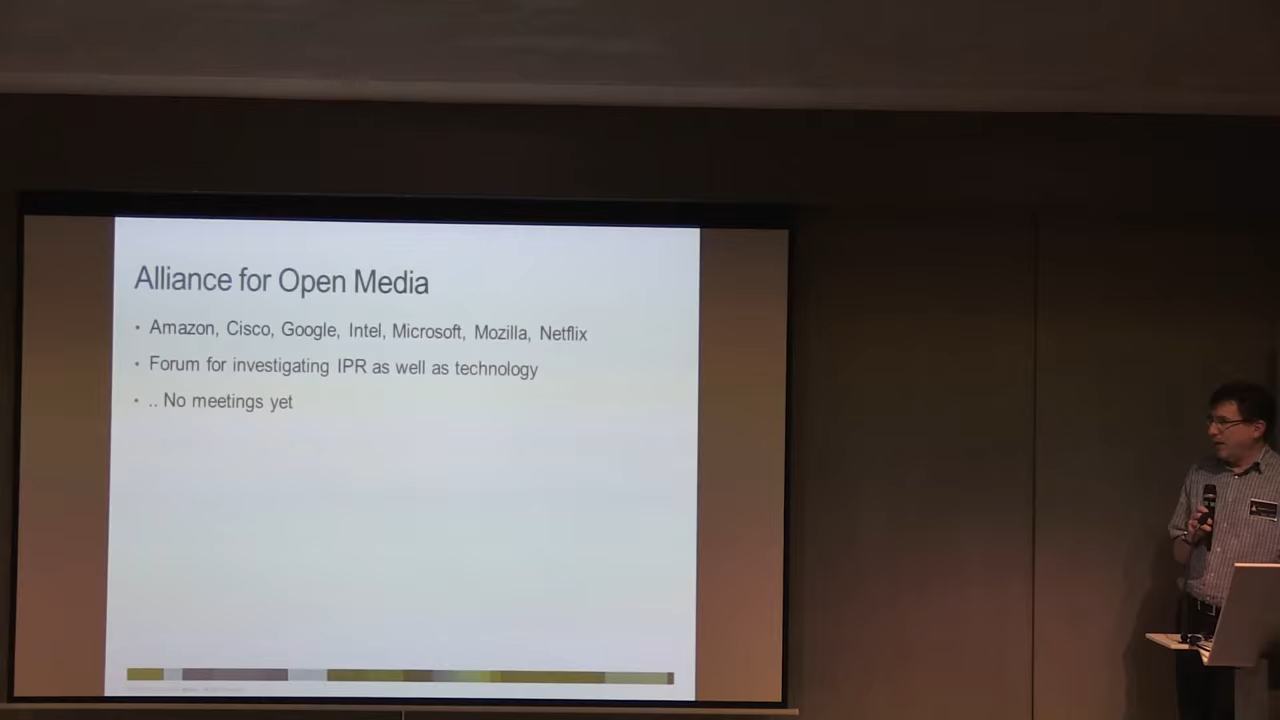 Alliance for Open Media
• Amazon, Cisco, Google, Intel, Microsoft, Mozilla, Netflix
• Forum for investigating IPR as well as technology
• .. No meetings yet